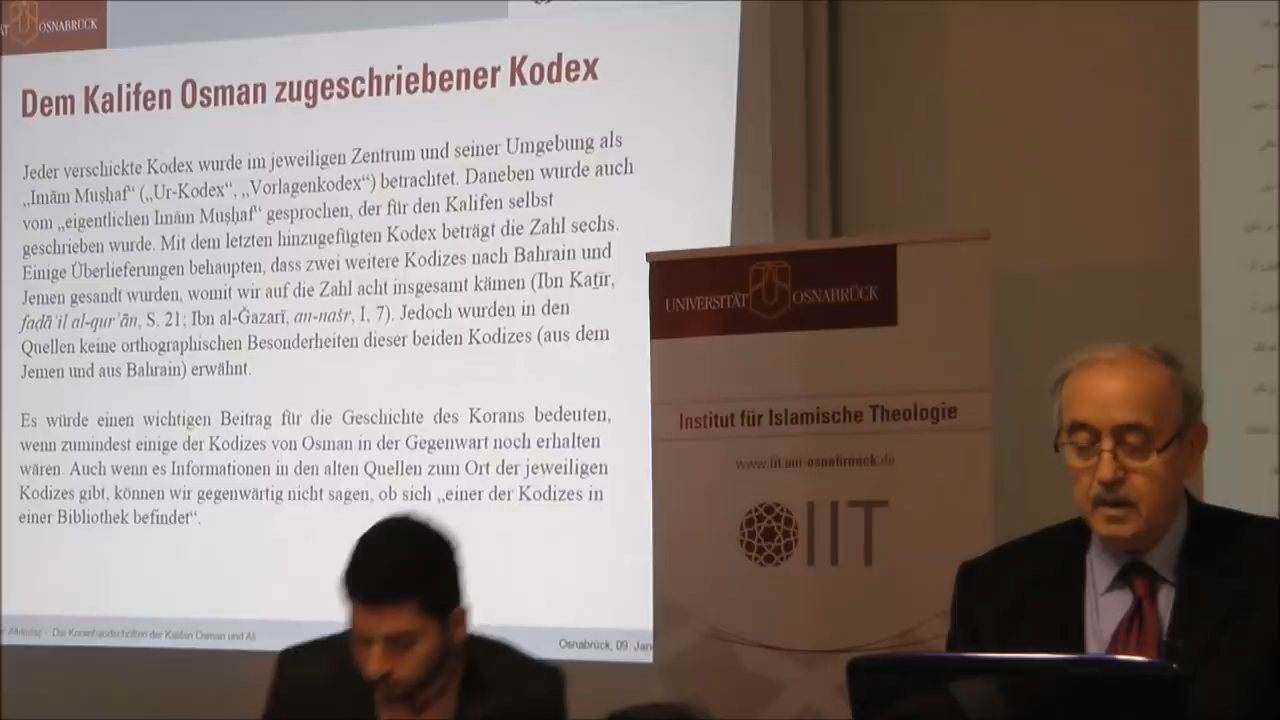 OSNABRÜCK
Dem Kalifen Osman zugeschriebener Kodex
Jeder verschickte Kodex wurde im jeweiligen Zentrum und seiner Umgebung als
„Imām Muṣḥaf“ („Ur-Kodex“, „Vorlagenkodex“) betrachtet. Daneben wurde auch
vom „eigentlichen Imām Muṣḥaf“ gesprochen, der für den Kalifen selbst
geschrieben wurde. Mit dem letzten hinzugefügten Kodex beträgt die Zahl sechs.
Einige Überlieferungen behaupten, dass zwei weitere Kodizes nach Bahrain und
Jemen gesandt wurden, womit wir auf die Zahl acht insgesamt kämen (Ibn Kaṯīr,
faḍāʾil al-qurʾān, S. 21; Ibn al-Ǧazarī, an-našr, I, 7). Jedoch wurden in den
Quellen keine orthographischen Besonderheiten dieser beiden Kodizes (aus dem
Jemen und aus Bahrain) erwähnt.
Es würde einen wichtigen Beitrag für die Geschichte des Korans bedeuten,
wenn zumindest einige der Kodizes von Osman in der Gegenwart noch erhalten
wären. Auch wenn es Informationen in den alten Quellen zum Ort der jeweiligen
Kodizes gibt, können wir gegenwärtig nicht sagen, ob sich „einer der Kodizes in
einer Bibliothek befindet“.
Die Koranhandschriften der Kalifen Osman und Ali
Osnabrück, 09. Jan
UNIVERSITÄT OSNABRÜCK
Institut für Islamische Theologie
www.iit.uni-osnabrueck.de
IIT